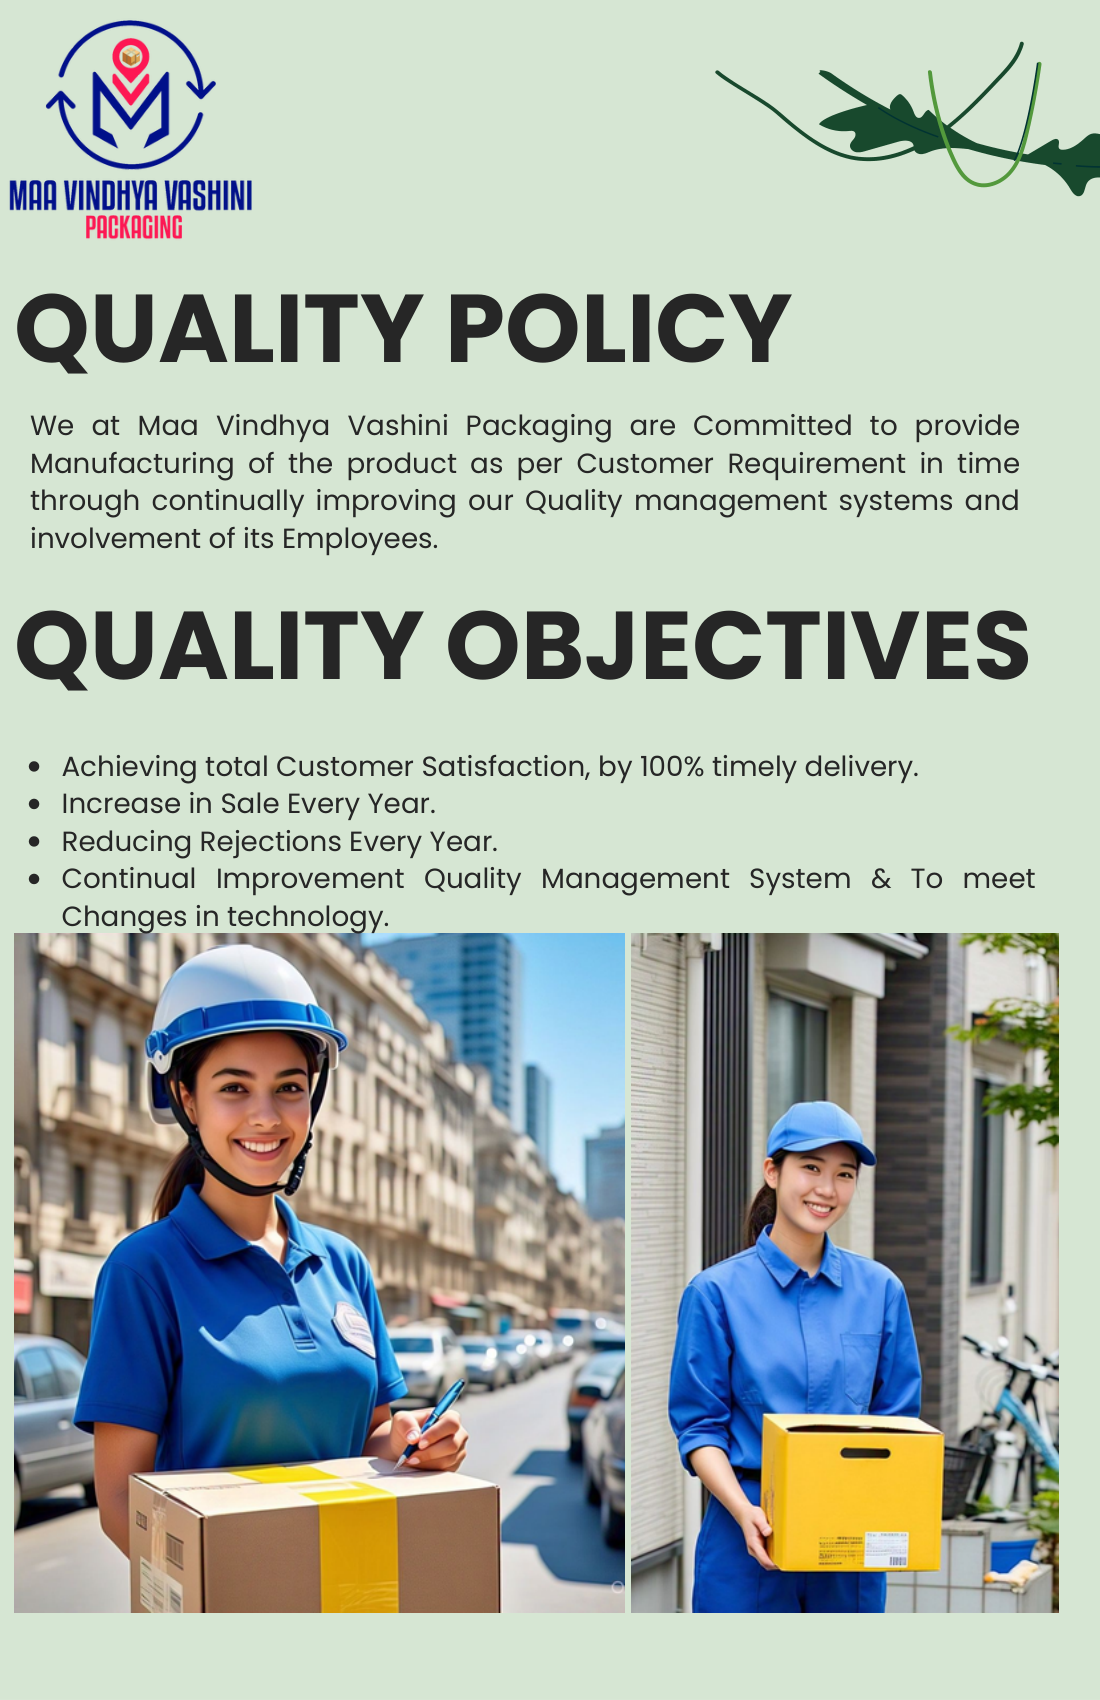 MAA VINDHYA VASHINI
PACKAGING
QUALITY POLICY
We at Maa Vindhya Vashini Packaging are Committed to provide
Manufacturing of the product as per Customer Requirement in time
through continually improving our Quality management systems and
involvement of its Employees.
QUALITY OBJECTIVES
• Achieving total Customer Satisfaction, by 100% timely delivery.
• Increase in Sale Every Year.
• Reducing Rejections Every Year.
• Continual Improvement Quality Management System & To meet
Changes in technology.